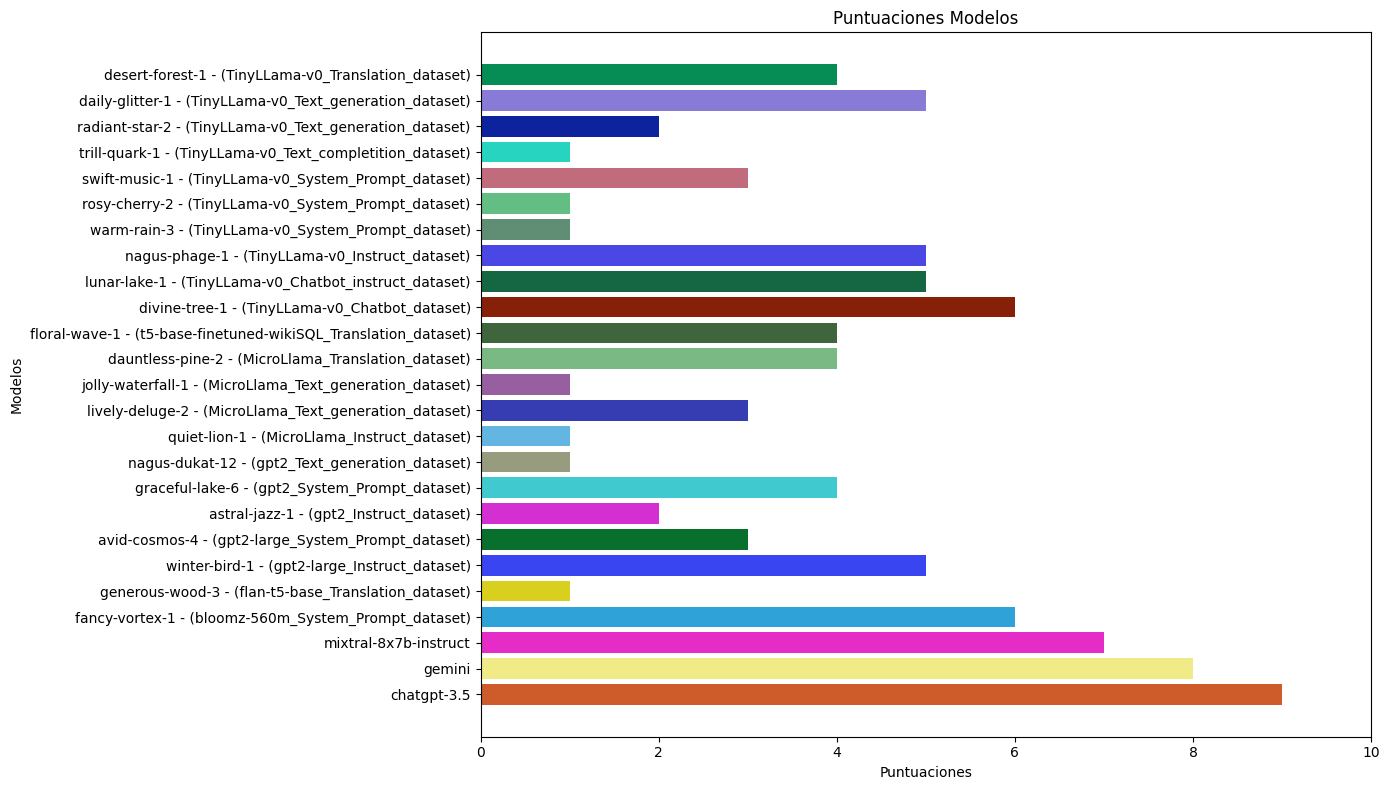 Puntuaciones Modelos
desert-forest-1 - (TinyLLama-v0_Translation_dataset)
daily-glitter-1 - (TinyLLama-v0_Text_generation_dataset)
radiant-star-2 - (TinyLLama-v0_Text_generation_dataset)
trill-quark-1 - (TinyLLama-v0_Text_completition_dataset)
swift-music-1 - (TinyLLama-v0_System_Prompt_dataset)
rosy-cherry-2 - (TinyLLama-v0_System_Prompt_dataset)
warm-rain-3 - (TinyLLama-v0_System_Prompt_dataset)
nagus-phage-1 - (TinyLLama-v0_Instruct_dataset)
lunar-lake-1 - (TinyLLama-v0_Chatbot_instruct_dataset)
divine-tree-1 - (TinyLLama-v0_Chatbot_dataset)
floral-wave-1 - (t5-base-finetuned-wikiSQL_Translation_dataset)
dauntless-pine-2 - (MicroLlama_Translation_dataset)
jolly-waterfall-1 - (MicroLlama_Text_generation_dataset)
lively-deluge-2 - (MicroLlama_Text_generation_dataset)
quiet-lion-1 - (MicroLlama_Instruct_dataset)
nagus-dukat-12 - (gpt2_Text_generation_dataset)
graceful-lake-6 - (gpt2_System_Prompt_dataset)
astral-jazz-1 - (gpt2_Instruct_dataset)
avid-cosmos-4 - (gpt2-large_System_Prompt_dataset)
winter-bird-1 - (gpt2-large_Instruct_dataset)
generous-wood-3 - (flan-t5-base_Translation_dataset)
fancy-vortex-1 - (bloomz-560m_System_Prompt_dataset)
mixtral-8x7b-instruct
gemini
chatgpt-3.5
Modelos
0 2 4 6 8 10
Puntuaciones